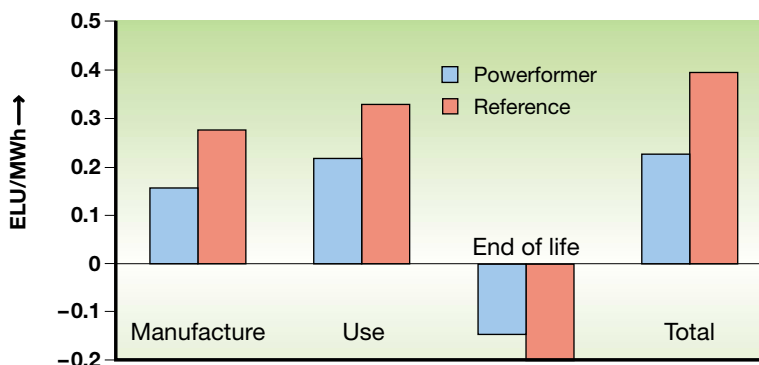 ELU/MWh →
0.5
0.4
0.3
0.2
0.1
0
–0.1
–0.2
Powerformer
Reference
End of life
Manufacture
Use
Total